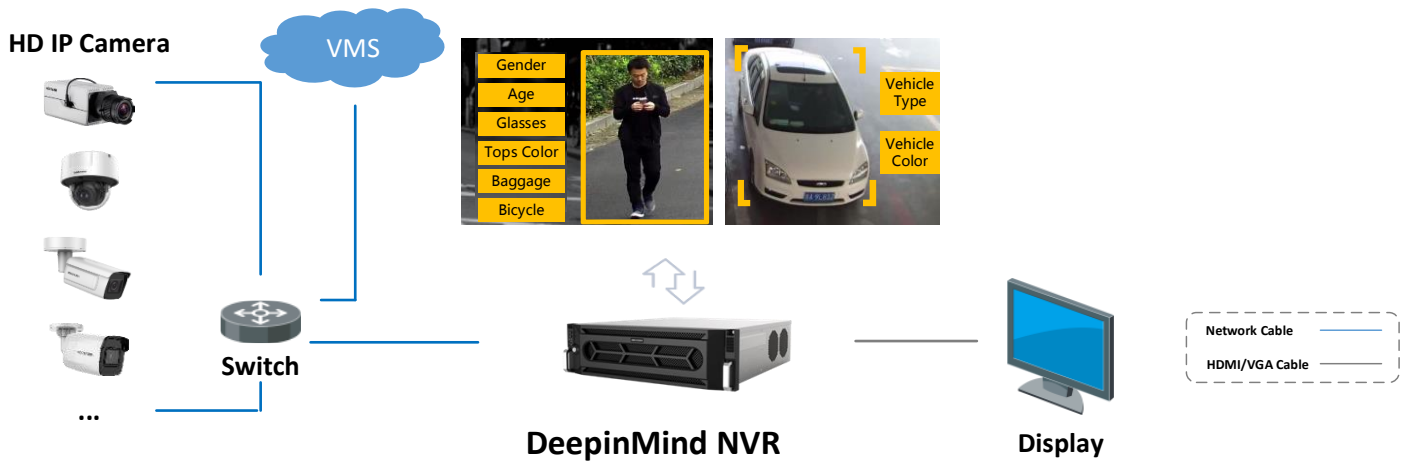 HD IP Camera
VMS
Gender
Age
Glasses
Tops Color
Baggage
Bicycle
Vehicle
Type
Vehicle
Color
Switch
...
DeepinMind NVR
Display
Network Cable
HDMI/VGA Cable